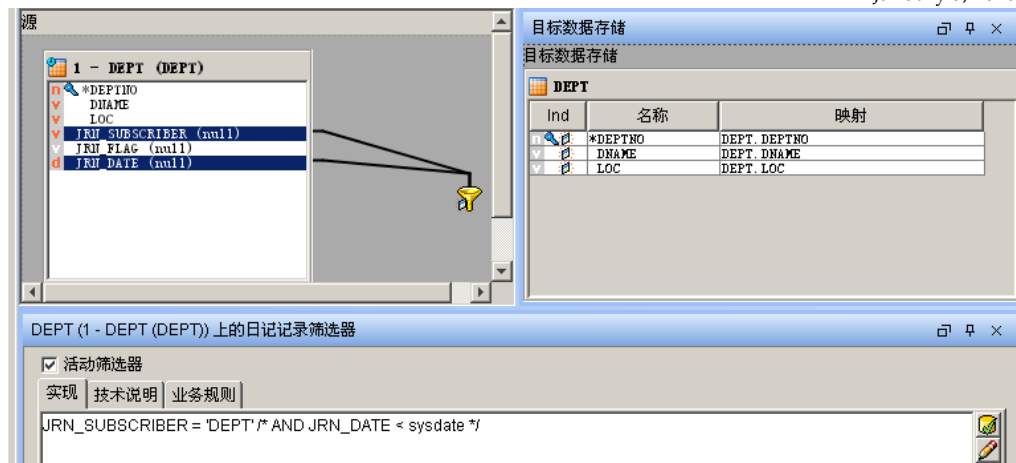 源
1 - DEPT (DEPT)
*DEPTNO
DNAME
LOC
JRN_SUBSCRIBER (null)
JRN_FLAG (null)
JRN_DATE (null)
目标数据存储
目标数据存储
DEPT
Ind 名称 映射
*DEPTNO DEPT.DEPTNO
DNAME DEPT.DNAME
LOC DEPT.LOC
DEPT (1 - DEPT (DEPT)) 上的日记记录筛选器
活动筛选器
实现 技术说明 业务规则
JRN_SUBSCRIBER = 'DEPT' /* AND JRN_DATE < sysdate */